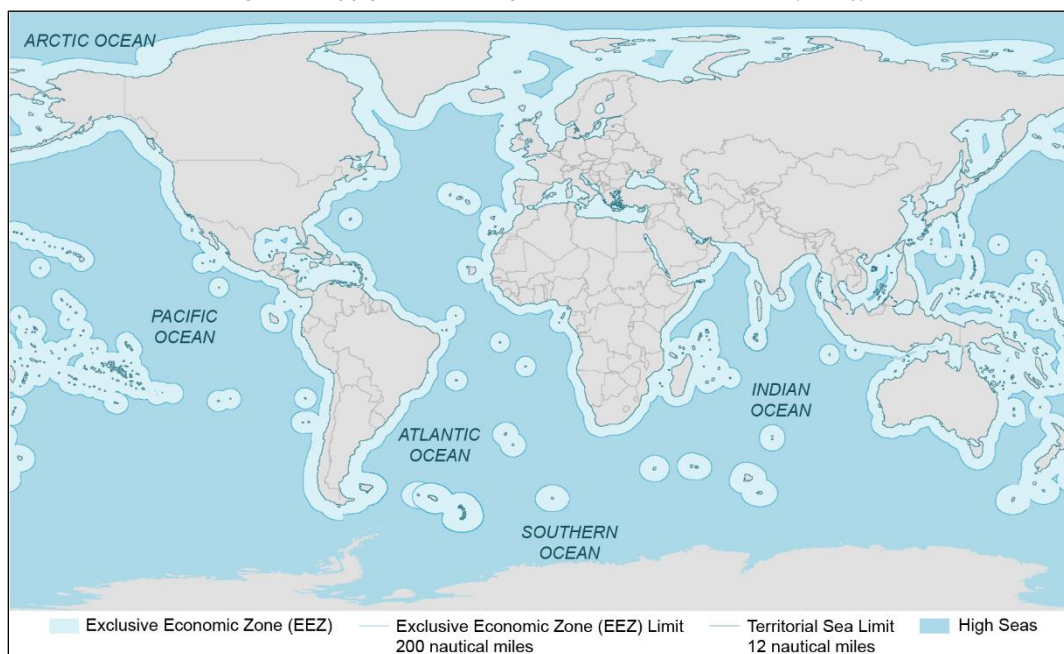 ARCTIC OCEAN
PACIFIC
OCEAN
ATLANTIC
OCEAN
INDIAN
OCEAN
SOUTHERN
OCEAN
Exclusive Economic Zone (EEZ)
Exclusive Economic Zone (EEZ) Limit
200 nautical miles
Territorial Sea Limit
12 nautical miles
High Seas